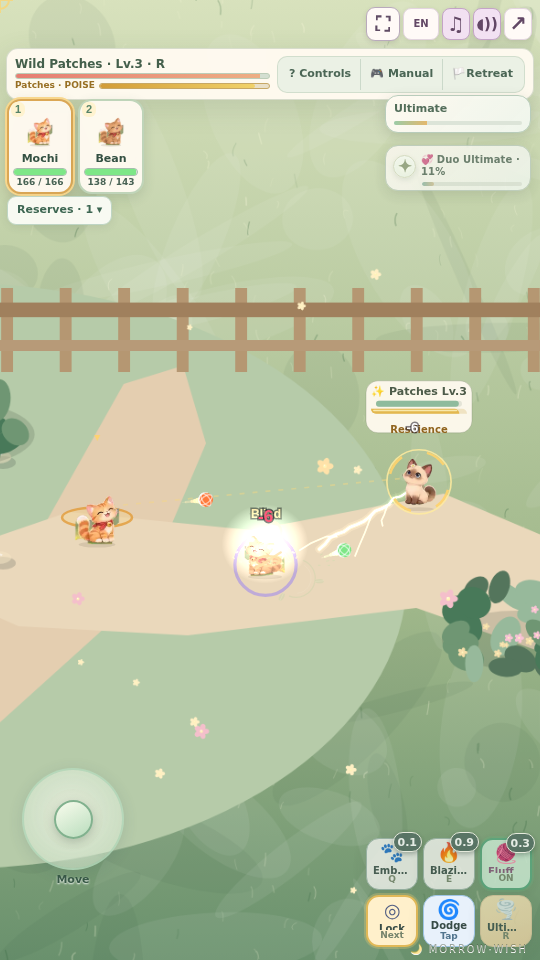 EN
Wild Patches · Lv.3 · R
Patches · POISE
? Controls
Manual
Retreat
1
Mochi
166 / 166
2
Bean
138 / 143
Reserves · 1 ▾
Ultimate
Duo Ultimate ·
11%
Patches Lv.3
Move
0.1
Emb...
Q
0.9
Blazi...
E
0.3
Fluff
ON
Lock
Next
Dodge
Tap
Ulti...
R
MORROW-WISH